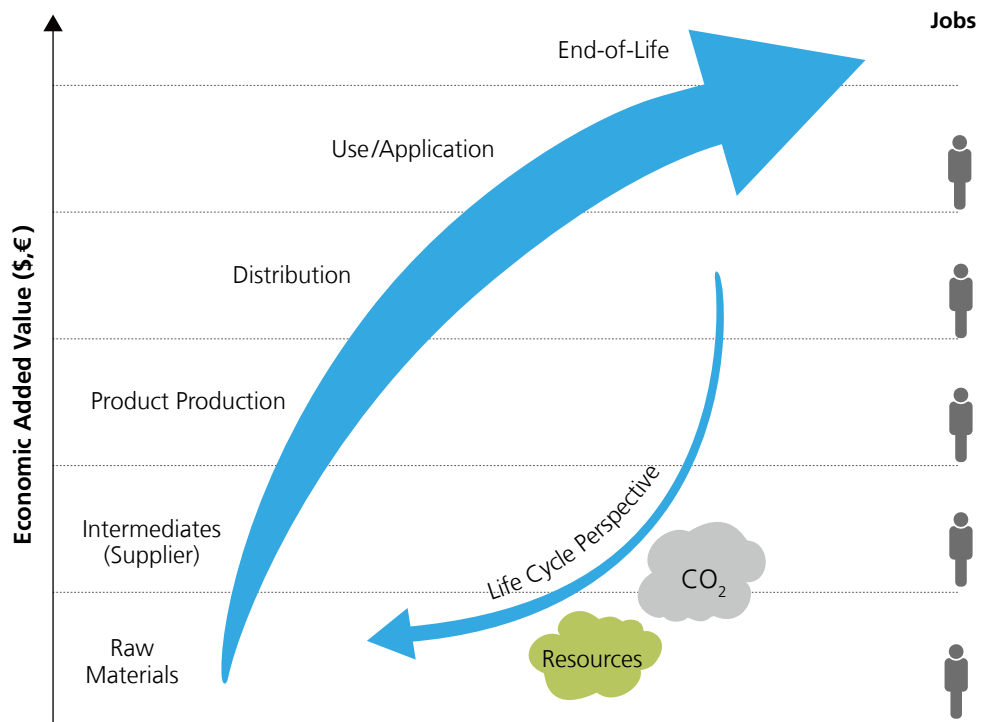 Jobs
End-of-Life
Use/Application
Distribution
Product Production
Intermediates
(Supplier)
Raw
Materials
Economic Added Value ($,€)
Life Cycle Perspective
CO₂
Resources